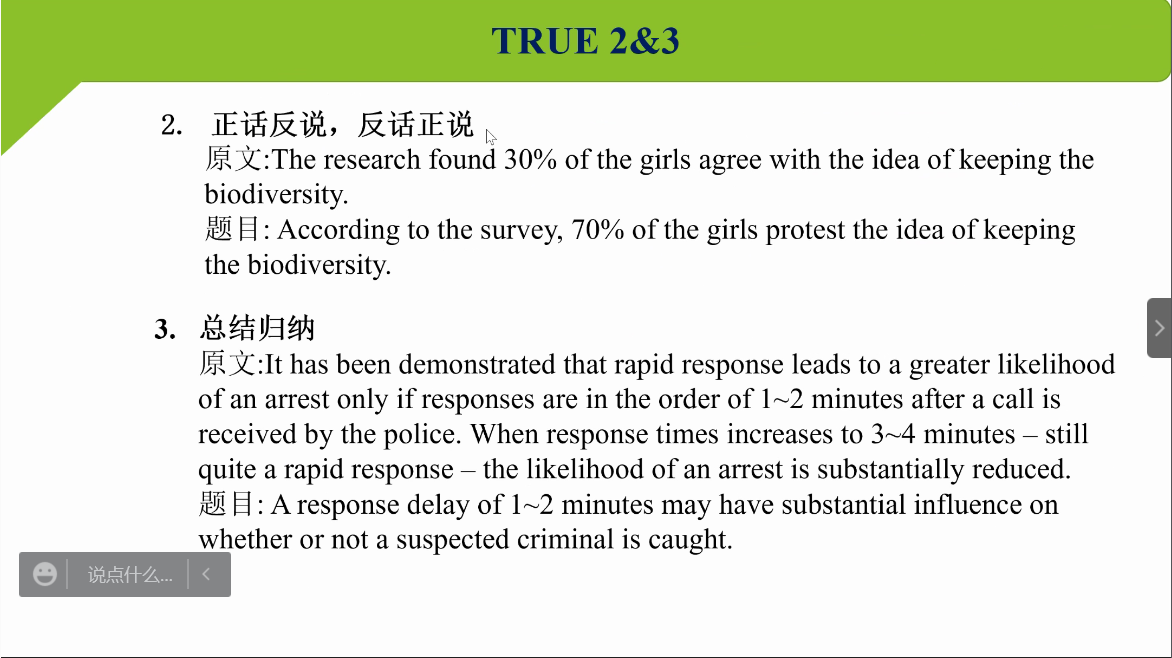 TRUE 2&3
2. 正话反说，反话正说
原文:The research found 30% of the girls agree with the idea of keeping the
biodiversity.
题目: According to the survey, 70% of the girls protest the idea of keeping
the biodiversity.
3. 总结归纳
原文:It has been demonstrated that rapid response leads to a greater likelihood
of an arrest only if responses are in the order of 1~2 minutes after a call is
received by the police. When response times increases to 3~4 minutes – still
quite a rapid response – the likelihood of an arrest is substantially reduced.
题目: A response delay of 1~2 minutes may have substantial influence on
whether or not a suspected criminal is caught.
说点什么...